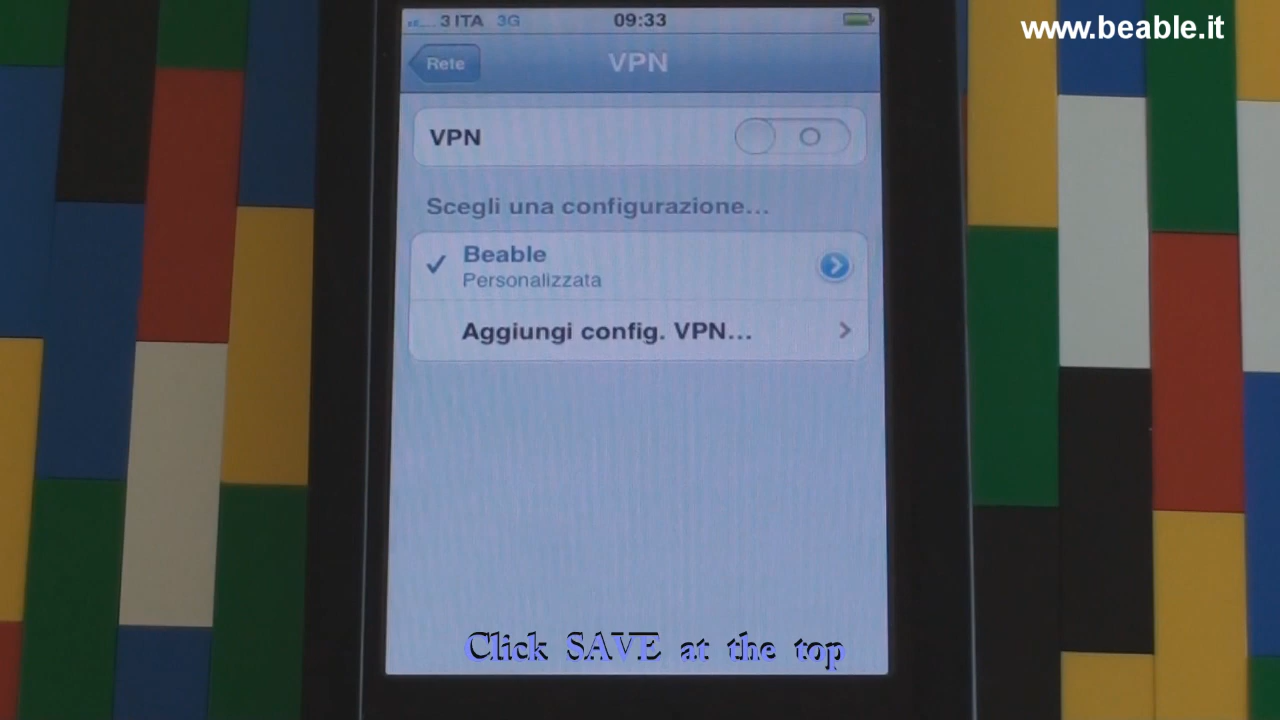 www.beable.it
3 ITA 3G 09:33
Rete VPN
VPN
Scegli una configurazione...
Beable
Personalizzata
Aggiungi config. VPN...
Click SAVE at the top